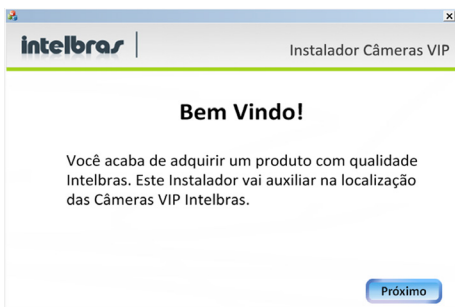 intelbras
Instalador Câmeras VIP
Bem Vindo!
Você acaba de adquirir um produto com qualidade
Intelbras. Este Instalador vai auxiliar na localização
das Câmeras VIP Intelbras.
Próximo